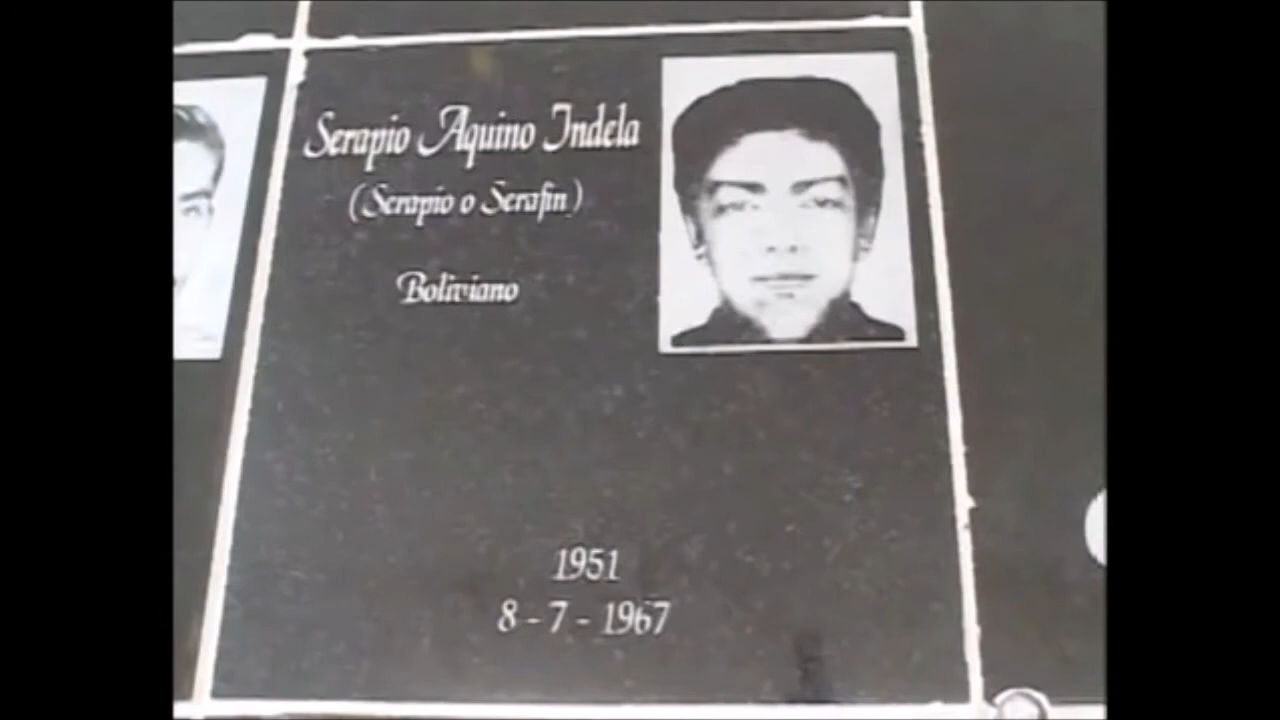 Serapio Aquino Indela
(Serapio o Serafin)
Boliviano
1951
8 - 7 - 1967